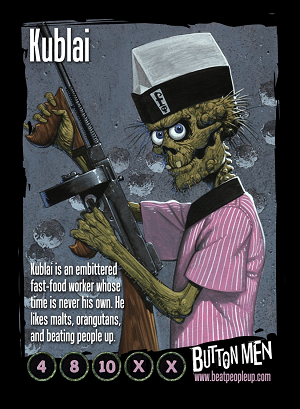 Kublai
Kublai is an embittered
fast-food worker whose
time is never his own. He
likes malts, orangutans,
and beating people up.
4 8 10 X X
BUTTON MEN
www.beatpeopleup.com